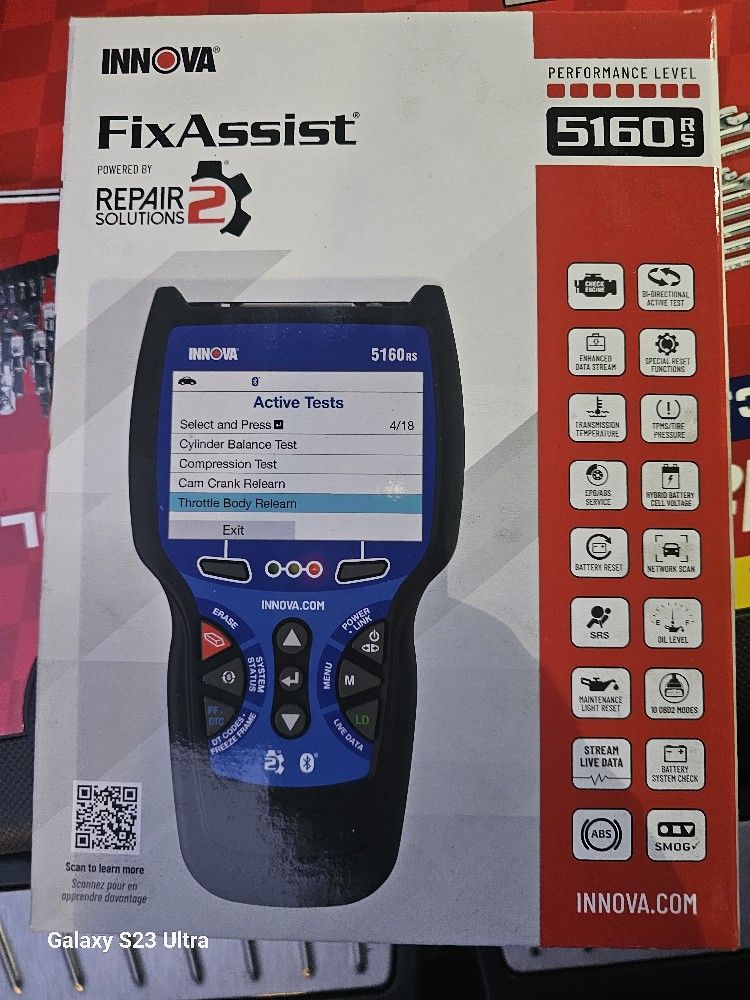 INNOVA®
FixAssist®
POWERED BY
REPAIR
SOLUTIONS 2®
PERFORMANCE LEVEL
5160 RS
CHECK
ENGINE
BI-DIRECTIONAL
ACTIVE TEST
ENHANCED
DATA STREAM
SPECIAL RESET
FUNCTIONS
TRANSMISSION
TEMPERATURE
TPMS/TIRE
PRESSURE
EPB/ABS
SERVICE
HYBRID BATTERY
CELL VOLTAGE
BATTERY RESET
NETWORK SCAN
SRS
E F
OIL LEVEL
MAINTENANCE
LIGHT RESET
10 OBD2 MODES
STREAM
LIVE DATA
BATTERY
SYSTEM CHECK
ABS
SMOG✓
INNOVA.COM
INNOVA 5160RS
Active Tests
Select and Press 4/18
Cylinder Balance Test
Compression Test
Cam Crank Relearn
Throttle Body Relearn
Exit
INNOVA.COM
ERASE
POWER
LINK
SYSTEM
STATUS
MENU
M
FF
DTC
LD
DT CODES
FREEZE FRAME
LIVE DATA
2
Scan to learn more
Scannez pour en
apprendre davantage
Galaxy S23 Ultra